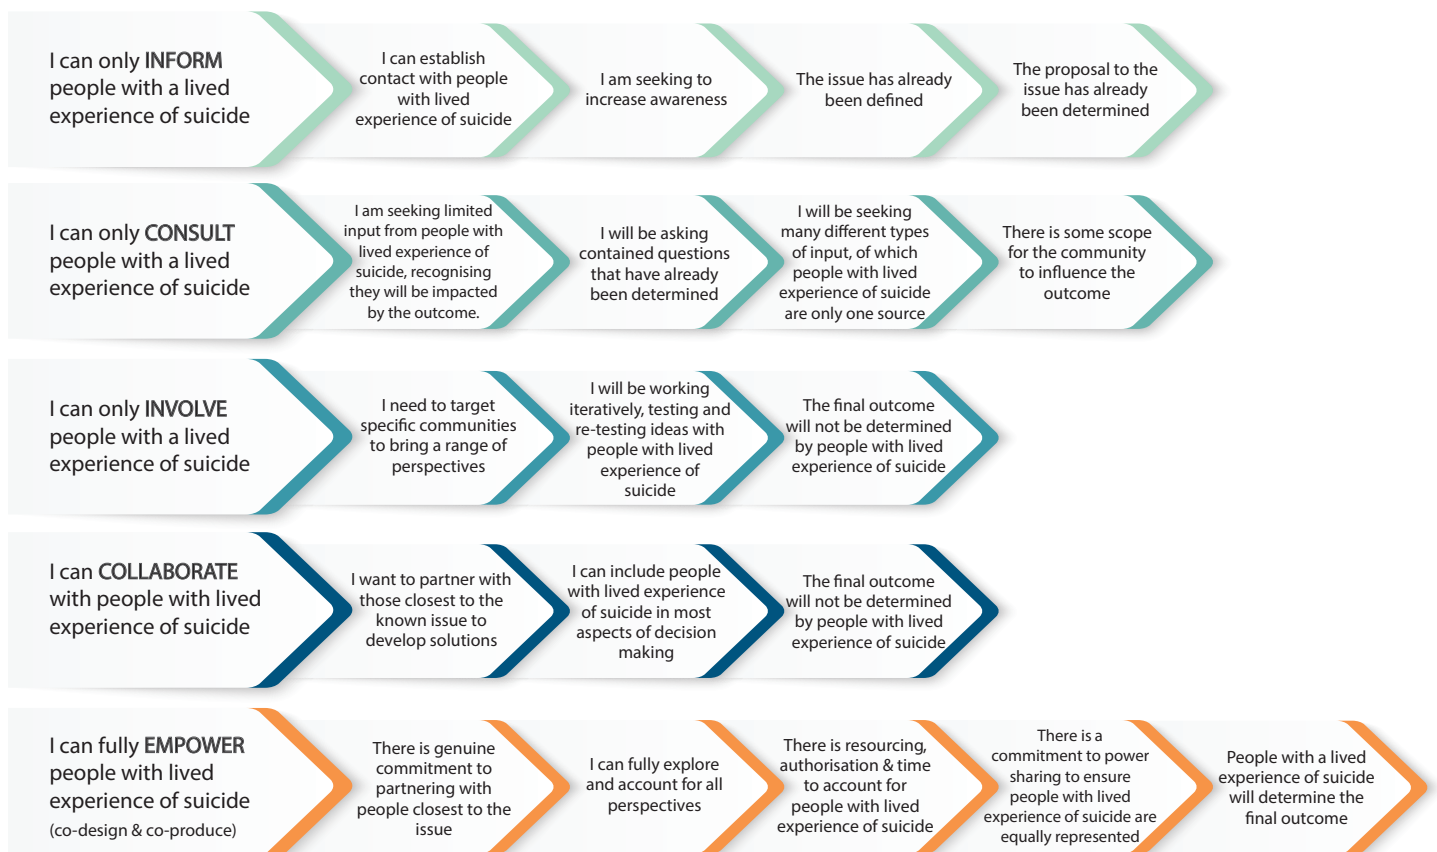 I can only INFORM
people with a lived
experience of suicide
I can establish
contact with people
with lived
experience of suicide
I am seeking to
increase awareness
The issue has already
been defined
The proposal to the
issue has already
been determined
I can only CONSULT
people with a lived
experience of suicide
I am seeking limited
input from people with
lived experience of
suicide, recognising
they will be impacted
by the outcome.
I will be asking
contained questions
that have already
been determined
I will be seeking
many different types
of input, of which
people with lived
experience of suicide
are only one source
There is some scope
for the community
to influence the
outcome
I can only INVOLVE
people with a lived
experience of suicide
I need to target
specific communities
to bring a range of
perspectives
I will be working
iteratively, testing and
re-testing ideas with
people with lived
experience of
suicide
The final outcome
will not be determined
by people with lived
experience of suicide
I can COLLABORATE
with people with lived
experience of suicide
I want to partner with
those closest to the
known issue to
develop solutions
I can include people
with lived experience
of suicide in most
aspects of decision
making
The final outcome
will not be determined
by people with lived
experience of suicide
I can fully EMPOWER
people with lived
experience of suicide
(co-design & co-produce)
There is genuine
commitment to
partnering with
people closest to the
issue
I can fully explore
and account for all
perspectives
There is resourcing,
authorisation & time
to account for
people with lived
experience of suicide
There is a
commitment to power
sharing to ensure
people with lived
experience of suicide are
equally represented
People with a lived
experience of suicide
will determine the
final outcome